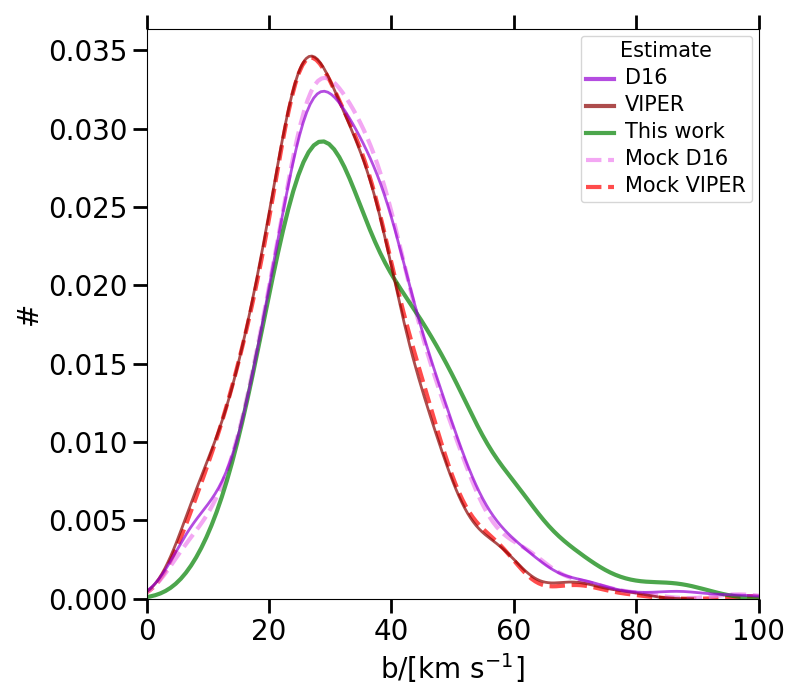 0.035
0.030
0.025
0.020
0.015
0.010
0.005
0.000
#
0 20 40 60 80 100
b/[km s⁻¹]
Estimate
D16
VIPER
This work
Mock D16
Mock VIPER